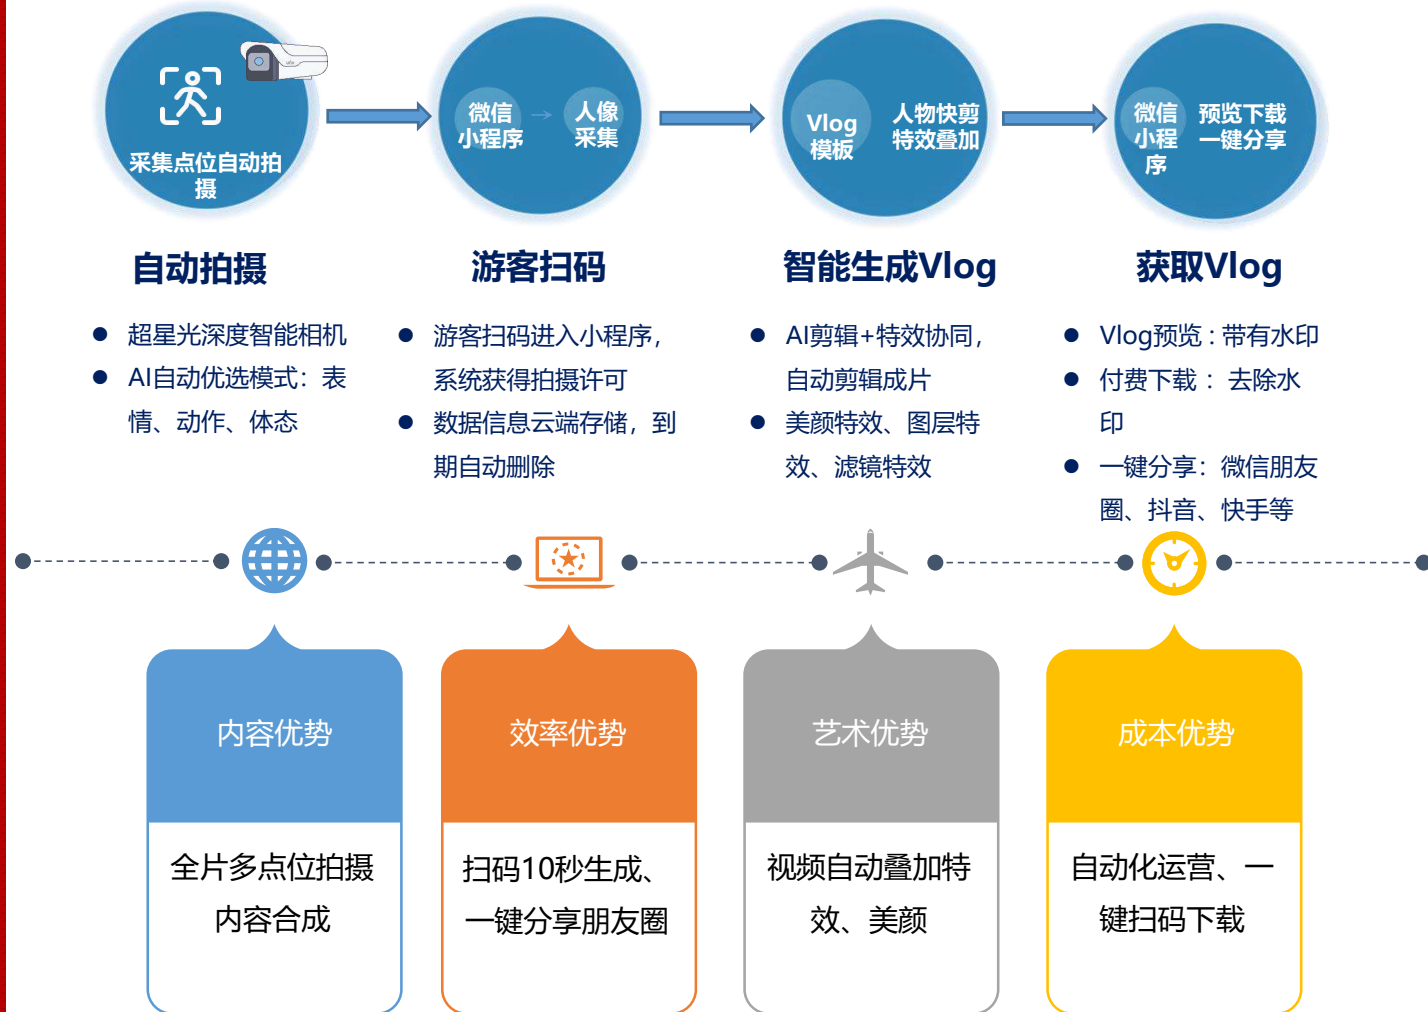 采集点位自动拍
摄
微信
小程序
人像
采集
Vlog
模板
人物快剪
特效叠加
微信
小程
序
预览下载
一键分享
自动拍摄
超星光深度智能相机
AI自动优选模式：表
情、动作、体态
游客扫码
游客扫码进入小程序，
系统获得拍摄许可
数据信息云端存储，到
期自动删除
智能生成Vlog
AI剪辑+特效协同，
自动剪辑成片
美颜特效、图层特
效、滤镜特效
获取Vlog
Vlog预览：带有水印
付费下载 ：去除水
印
一键分享：微信朋友
圈、抖音、快手等
内容优势
全片多点位拍摄
内容合成
效率优势
扫码10秒生成、
一键分享朋友圈
艺术优势
视频自动叠加特
效、美颜
成本优势
自动化运营、一
键扫码下载